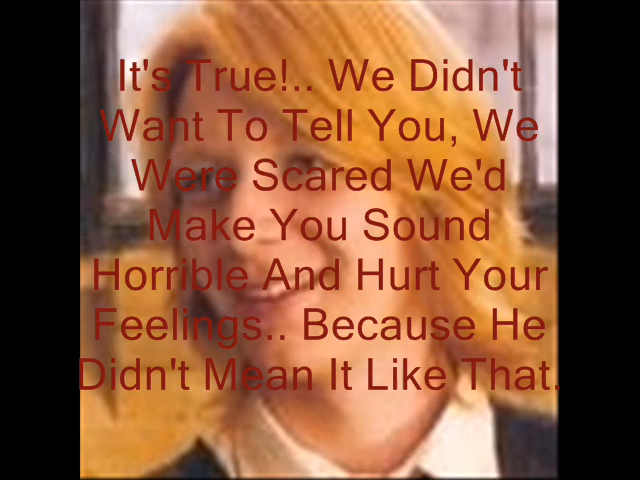 It's True!.. We Didn't
Want To Tell You, We
Were Scared We'd
Make You Sound
Horrible And Hurt Your
Feelings.. Because He
Didn't Mean It Like That.